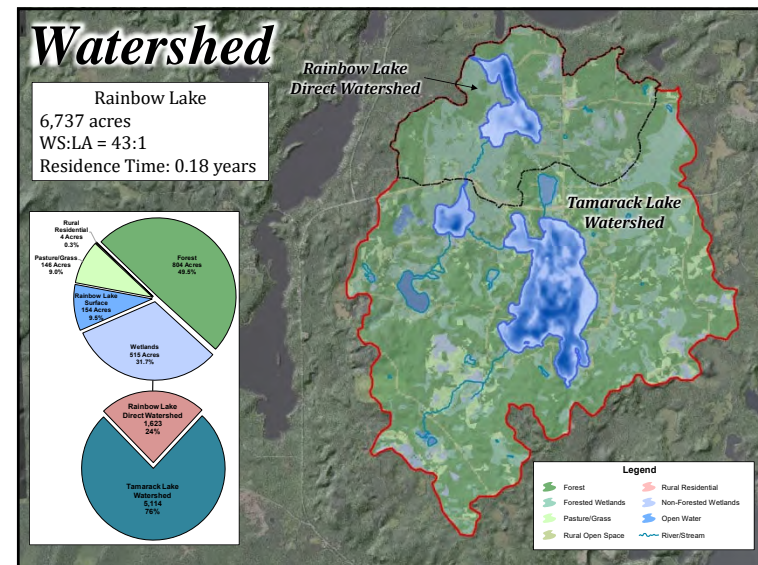 Watershed
Rainbow Lake
6,737 acres
WS:LA = 43:1
Residence Time: 0.18 years
Rainbow Lake
Direct Watershed
Tamarack Lake
Watershed
Rural
Residential
4 Acres
0.3%
Pasture/Grass
146 Acres
9.0%
Forest
804 Acres
49.5%
Rainbow Lake
Surface
154 Acres
9.5%
Wetlands
515 Acres
31.7%
Rainbow Lake
Direct Watershed
1,623
24%
Tamarack Lake
Watershed
5,114
76%
Legend
Forest
Rural Residential
Forested Wetlands
Non-Forested Wetlands
Pasture/Grass
Open Water
Rural Open Space
River/Stream